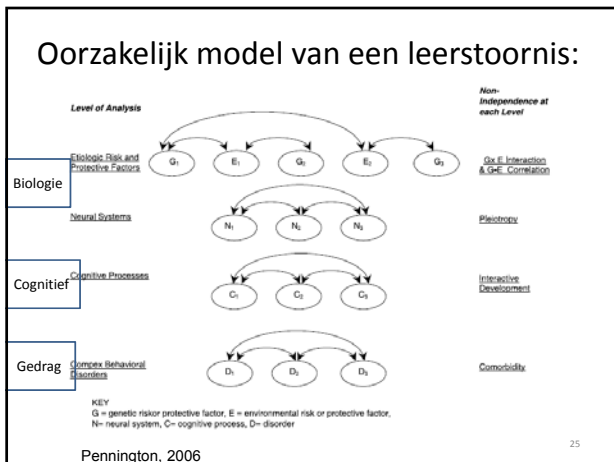 Oorzakelijk model van een leerstoornis:
Level of Analysis
Non-
Independence at
each Level
Etiologic Risk and
Protective Factors
G1 E1 G2 E2 G3
Gx E Interaction
& G-E Correlation
Biologie
Neural Systems
N1 N2 N3
Pleiotropy
Cognitive Processes
Cognitief
C1 C2 C3
Interactive
Development
Gedrag
Compex Behavioral
Disorders
D1 D2 D3
Comorbidity
KEY
G = genetic riskor protective factor, E = environmental risk or protective factor,
N= neural system, C= cognitive process, D= disorder
Pennington, 2006
25